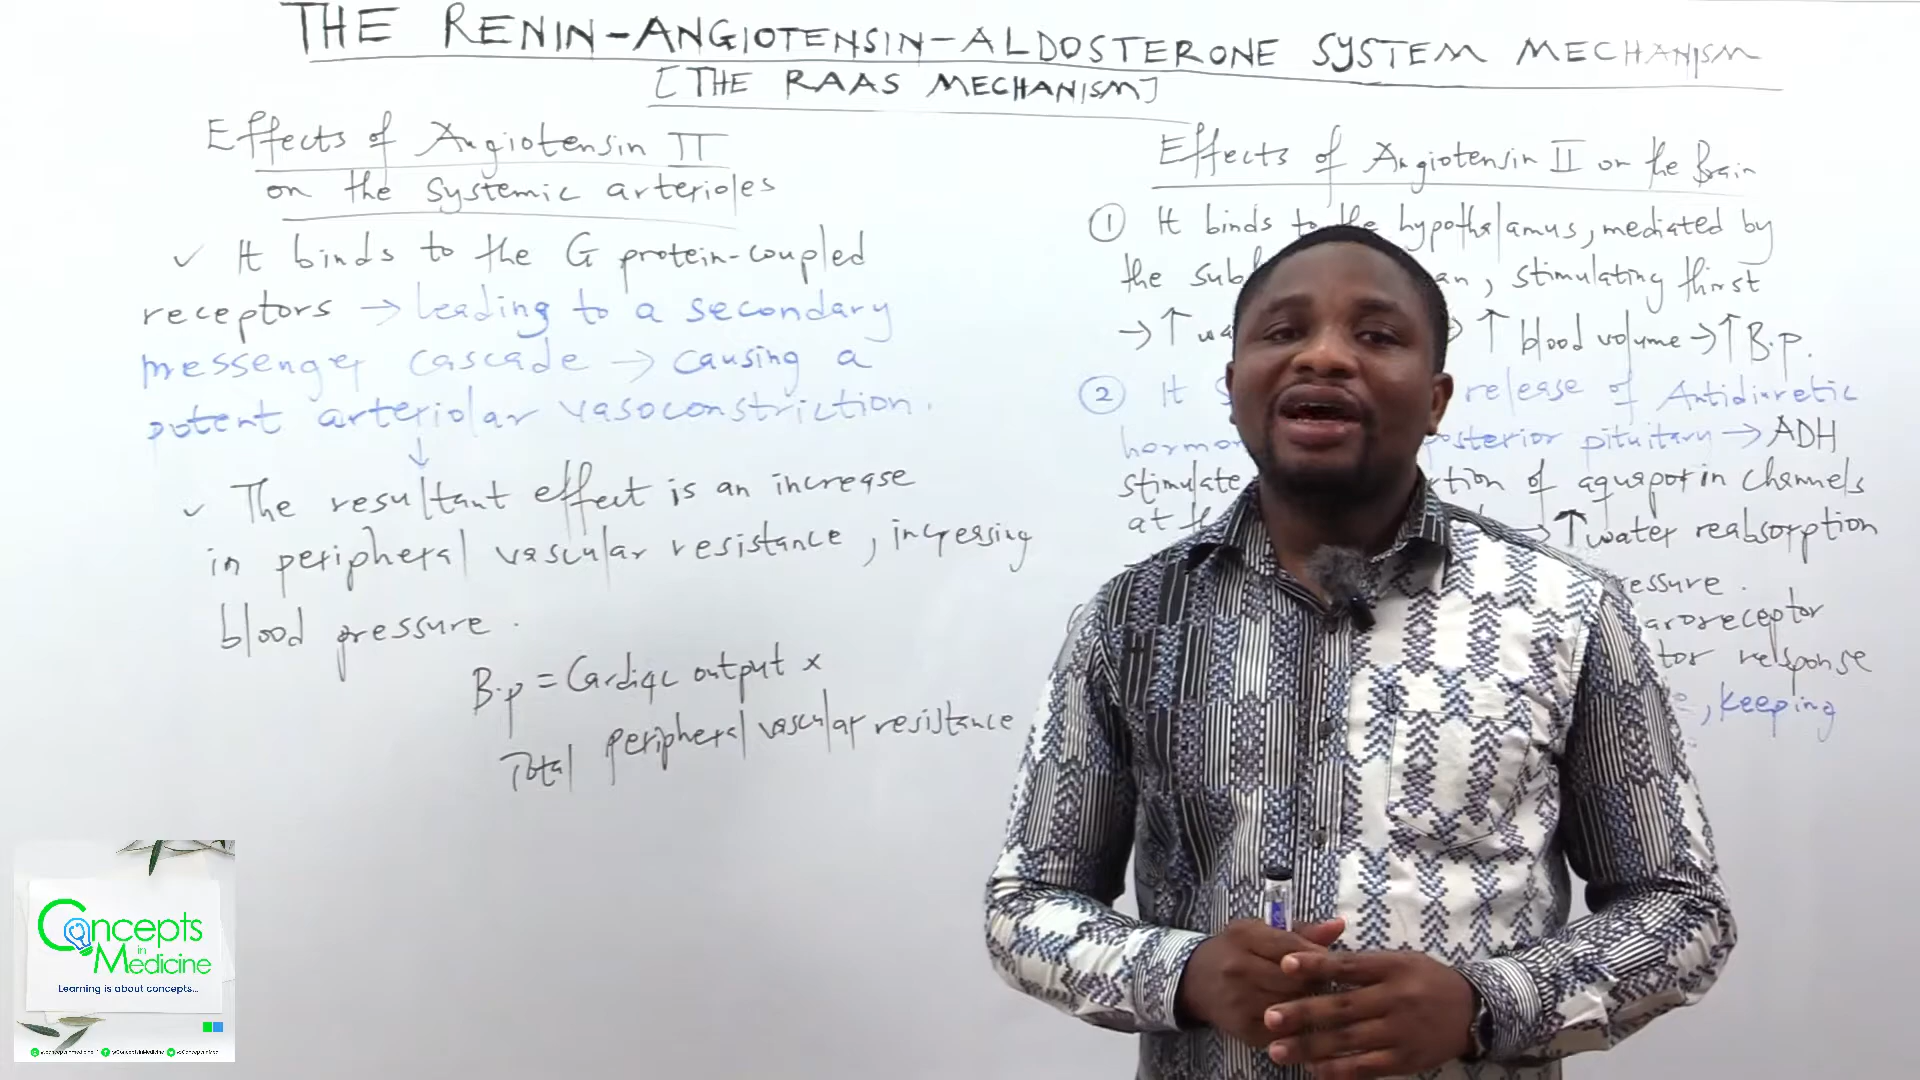 THE RENIN-ANGIOTENSIN-ALDOSTERONE SYSTEM MECHANISM
[THE RAAS MECHANISM]
Effects of Angiotensin II
on the systemic arterioles
✓ It binds to the G protein-coupled
receptors → leading to a secondary
messenger cascade → causing a
potent arteriolar vasoconstriction.
↓
✓ The resultant effect is an increase
in peripheral vascular resistance, increasing
blood pressure.
B.p = Cardiac output x
Total peripheral vascular resistance
Effects of Angiotensin II on the Brain
① It binds to the hypothalamus, mediated by
the , stimulating thirst
→ ↑ ↑ blood volume → ↑ B.p.
② It release of Antidiuretic
posterior pituitary → ADH
stimulate of aquaporin channels
at ↑ water reabsorption
response
, keeping
Concepts
in
Medicine
Learning is about concepts...